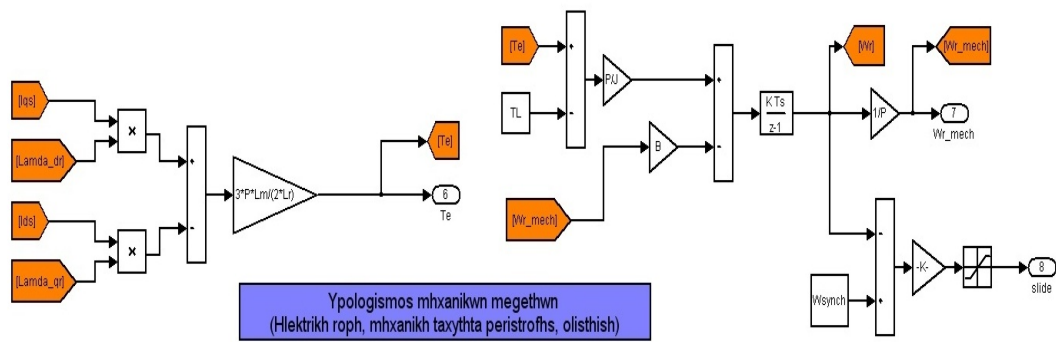 [Iqs]
[Lamda_dr]
×
[Ids]
[Lamda_qr]
×
+
-
3*P*Lm/(2*Lr)
[Te]
6
Te
[Te]
TL
+
-
P/J
[Wr_mech]
B
+
-
K Ts
z-1
[Wr]
[Wr_mech]
1/P
7
Wr_mech
Wsynch
-
+
-K-
8
slide
Ypologismos mhxanikwn megethwn
(Hlektrikh roph, mhxanikh taxythta peristrofhs, olisthish)